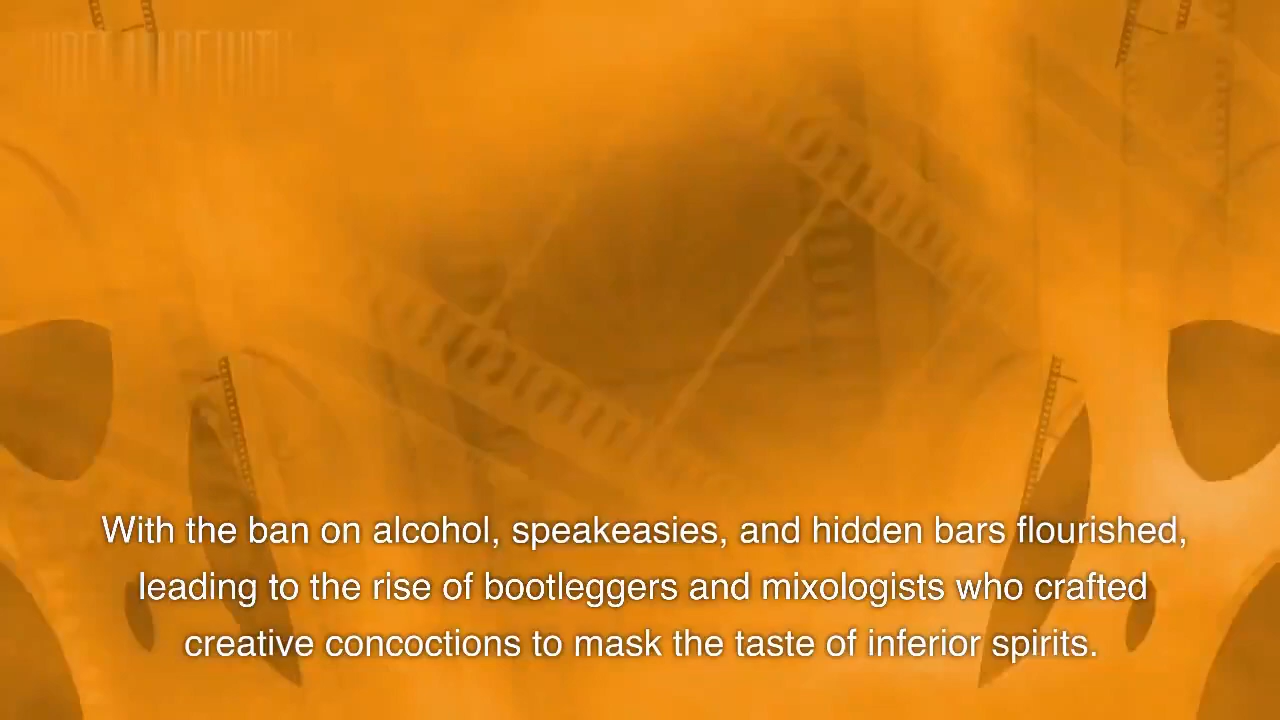 With the ban on alcohol, speakeasies, and hidden bars flourished,
leading to the rise of bootleggers and mixologists who crafted
creative concoctions to mask the taste of inferior spirits.